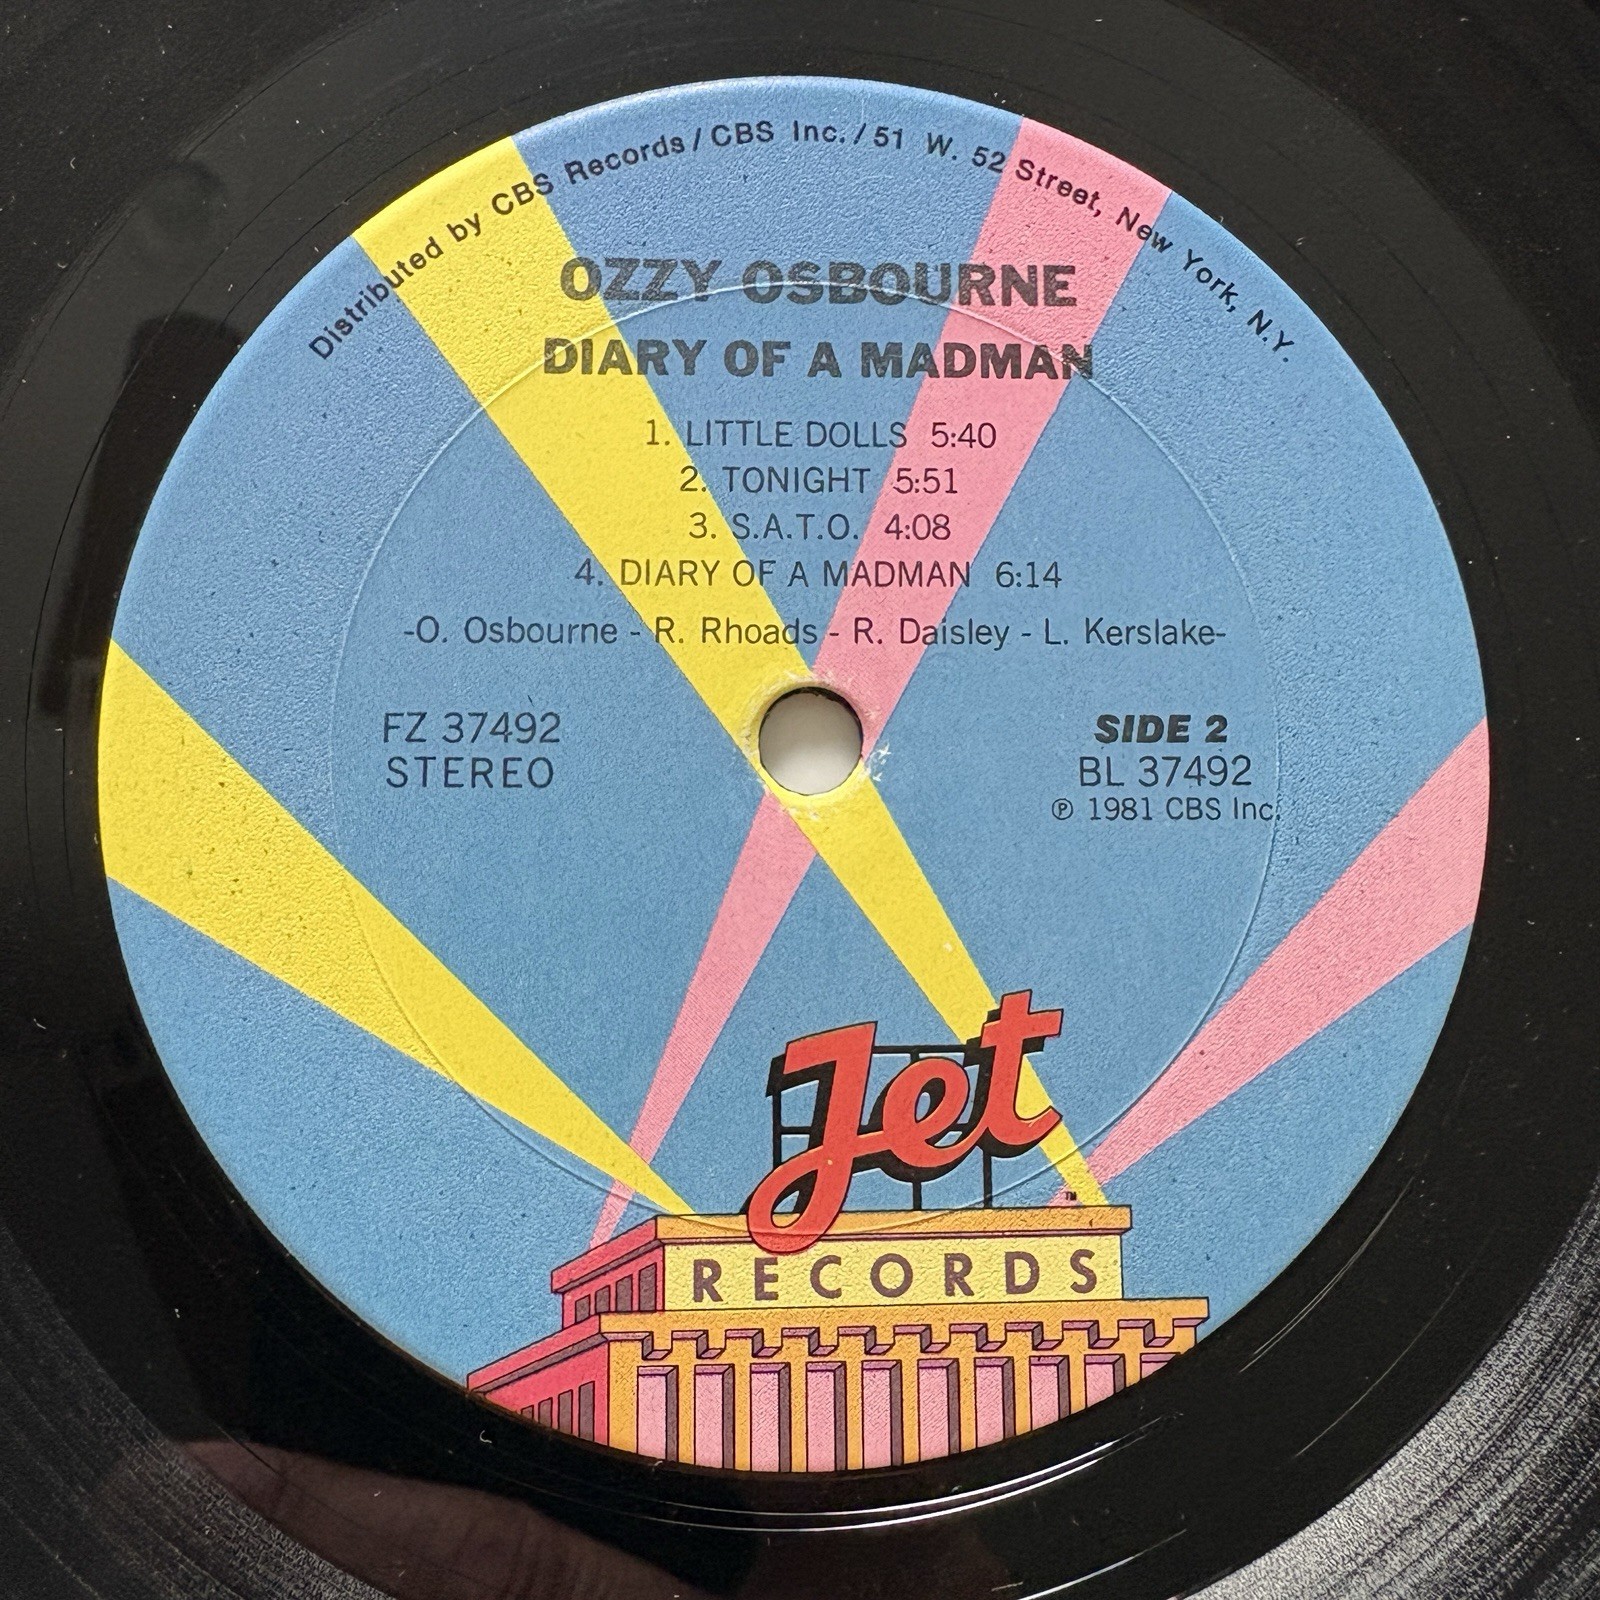 Distributed by CBS Records / CBS Inc. / 51 W. 52 Street, New York, N.Y.
OZZY OSBOURNE
DIARY OF A MADMAN
1. LITTLE DOLLS 5:40
2. TONIGHT 5:51
3. S.A.T.O. 4:08
4. DIARY OF A MADMAN 6:14
-O. Osbourne - R. Rhoads - R. Daisley - L. Kerslake-
FZ 37492
STEREO
SIDE 2
BL 37492
℗ 1981 CBS Inc.
Jet
TM
RECORDS